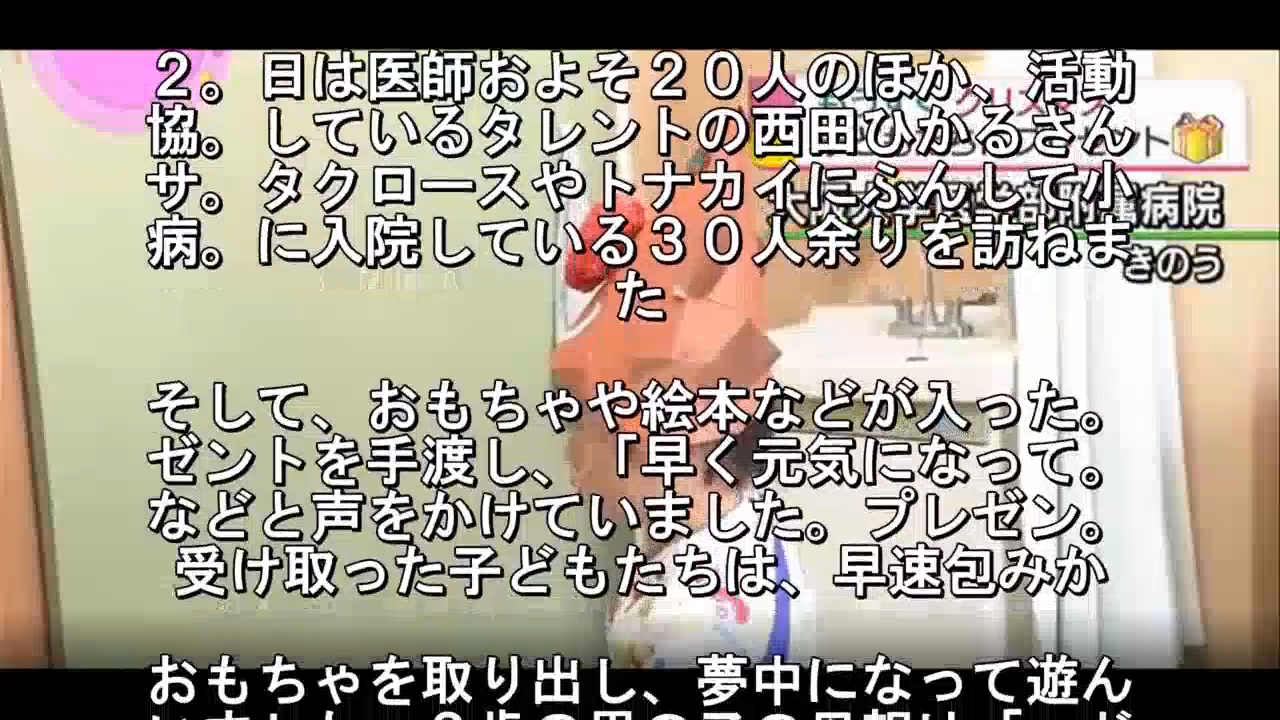 ２。日は医師およそ２０人のほか、活動
協。しているタレントの西田ひかるさん
サ。タクロースやトナカイにふんして小
病。に入院している３０人余りを訪ねま
た
病院
きのう
そして、おもちゃや絵本などが入った。
ゼントを手渡し、「早く元気になって。
などと声をかけていました。プレゼン。
受け取った子どもたちは、早速包みか
おもちゃを取り出し、夢中になって遊ん